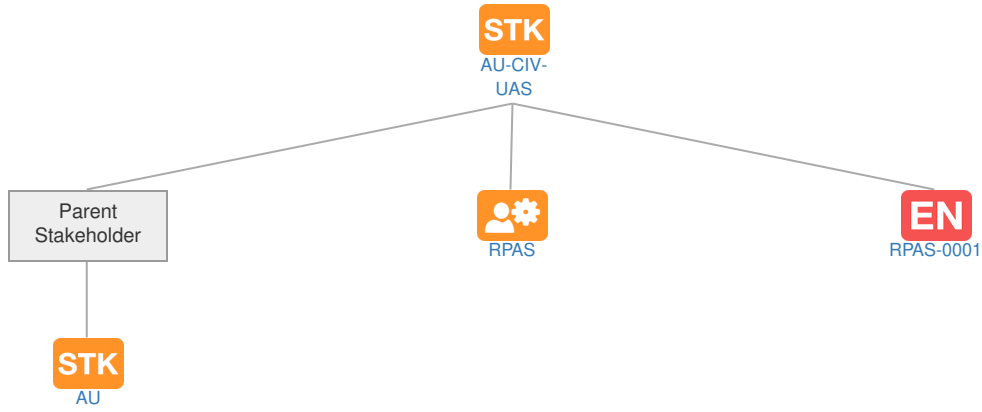 STK
AU-CIV-
UAS
Parent
Stakeholder
RPAS
EN
RPAS-0001
STK
AU